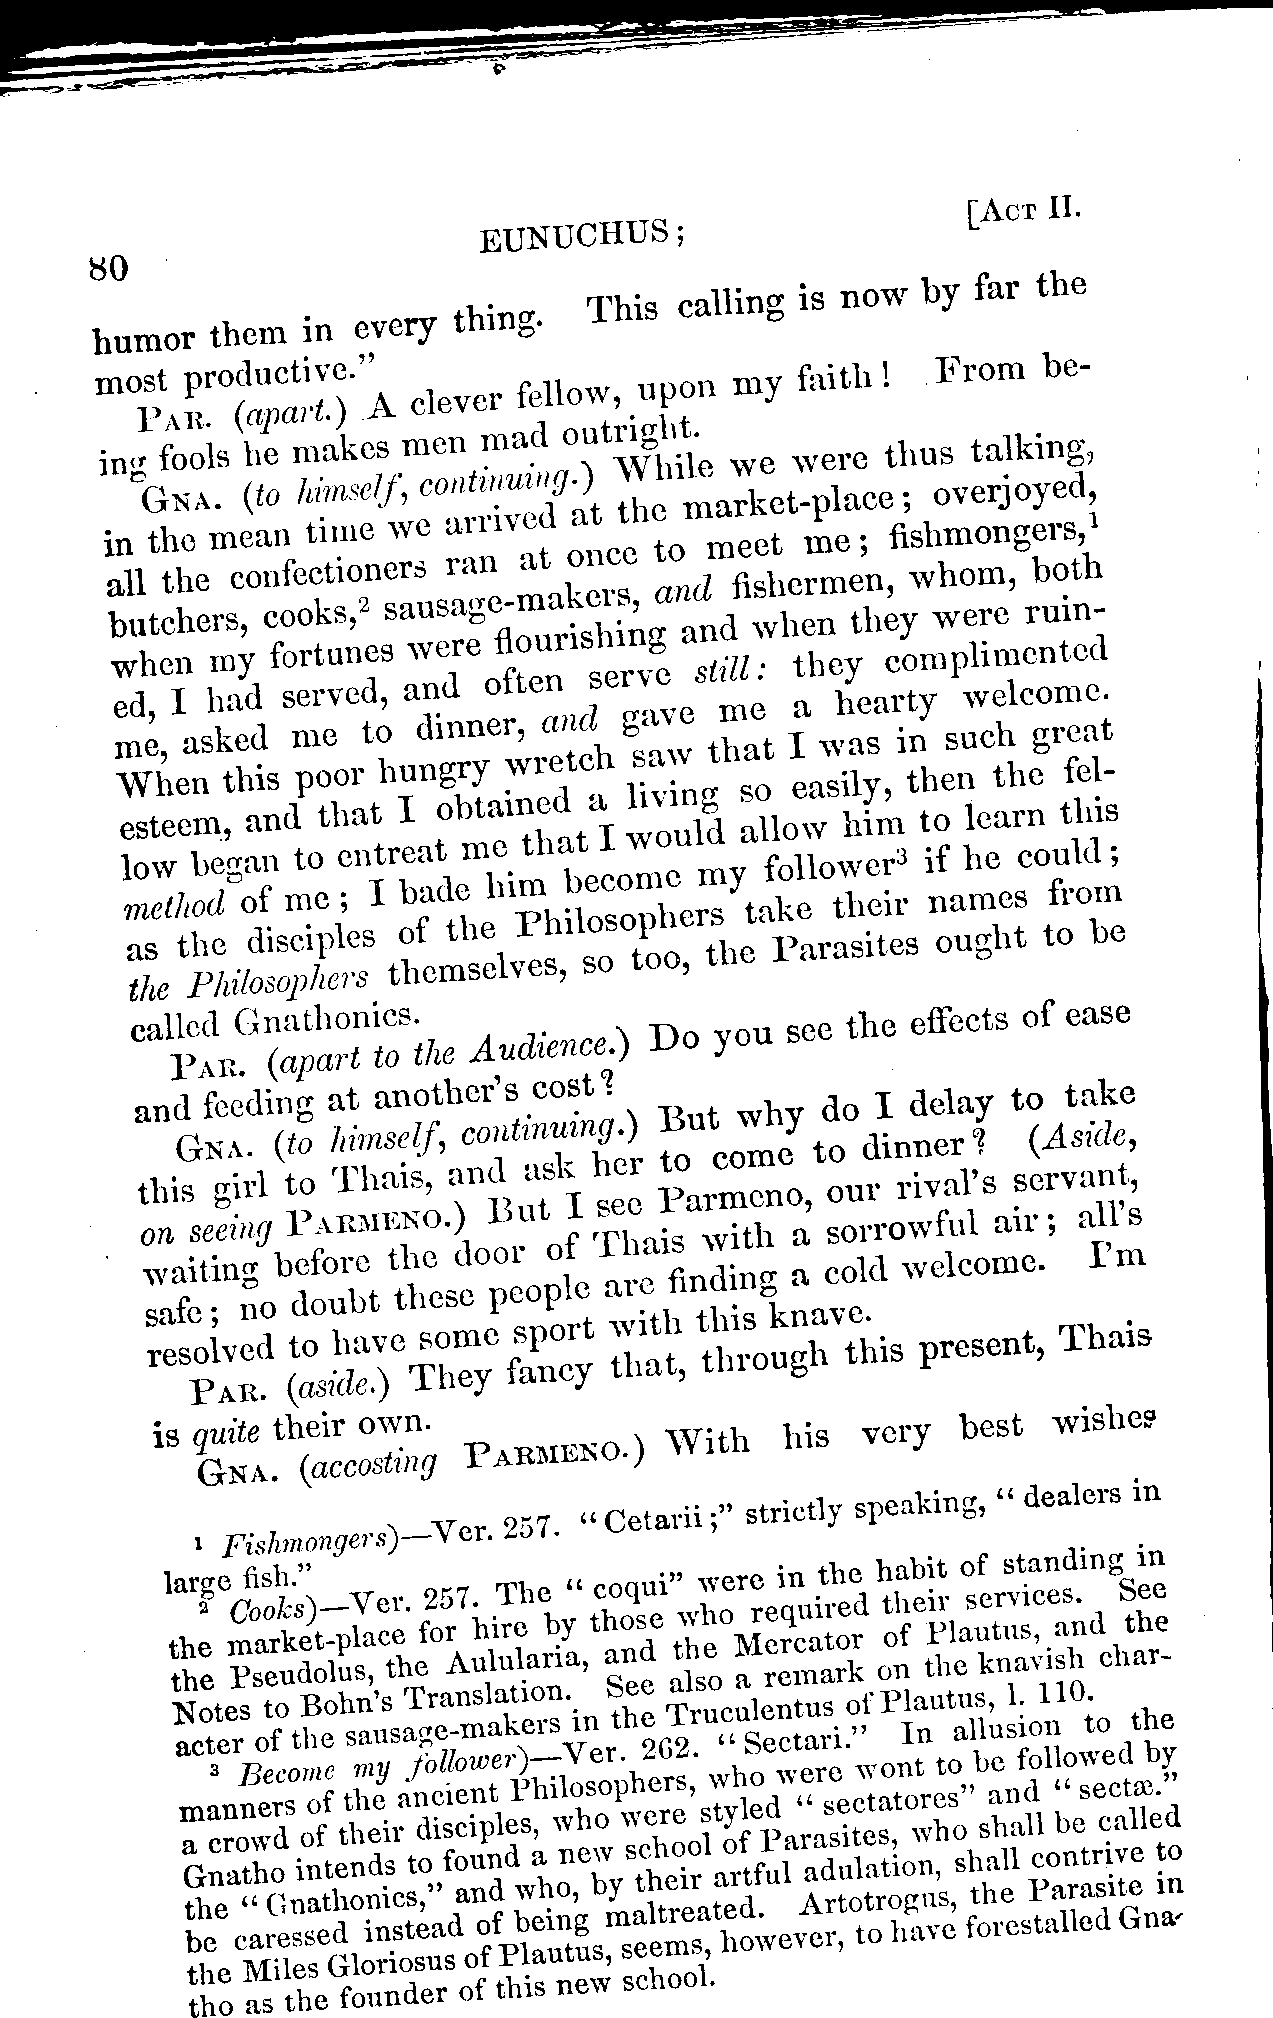 80 EUNUCHUS; [ACT II.
humor them in every thing. This calling is now by far the
most productive."
PAR. (apart.) A clever fellow, upon my faith! From be-
ing fools he makes men mad outright.
GNA. (to himself, continuing.) While we were thus talking,
in the mean time we arrived at the market-place; overjoyed,
all the confectioners ran at once to meet me; fishmongers,¹
butchers, cooks,² sausage-makers, and fishermen, whom, both
when my fortunes were flourishing and when they were ruin-
ed, I had served, and often serve still: they complimented
me, asked me to dinner, and gave me a hearty welcome.
When this poor hungry wretch saw that I was in such great
esteem, and that I obtained a living so easily, then the fel-
low began to entreat me that I would allow him to learn this
method of me; I bade him become my follower³ if he could;
as the disciples of the Philosophers take their names from
the Philosophers themselves, so too, the Parasites ought to be
called Gnathonics.
PAR. (apart to the Audience.) Do you see the effects of ease
and feeding at another's cost?
GNA. (to himself, continuing.) But why do I delay to take
this girl to Thais, and ask her to come to dinner? (Aside,
on seeing PARMENO.) But I see Parmeno, our rival's servant,
waiting before the door of Thais with a sorrowful air; all's
safe; no doubt these people are finding a cold welcome. I'm
resolved to have some sport with this knave.
PAR. (aside.) They fancy that, through this present, Thais
is quite their own.
GNA. (accosting PARMENO.) With his very best wishes
¹ Fishmongers)—Ver. 257. "Cetarii;" strictly speaking, "dealers in
large fish."
² Cooks)—Ver. 257. The "coqui" were in the habit of standing in
the market-place for hire by those who required their services. See
the Pseudolus, the Aulularia, and the Mercator of Plautus, and the
Notes to Bohn's Translation. See also a remark on the knavish char-
acter of the sausage-makers in the Truculentus of Plautus, l. 110.
³ Become my follower)—Ver. 262. "Sectari." In allusion to the
manners of the ancient Philosophers, who were wont to be followed by
a crowd of their disciples, who were styled "sectatores" and "sectæ."
Gnatho intends to found a new school of Parasites, who shall be called
the "Gnathonics," and who, by their artful adulation, shall contrive to
be caressed instead of being maltreated. Artotrogus, the Parasite in
the Miles Gloriosus of Plautus, seems, however, to have forestalled Gna-
tho as the founder of this new school.